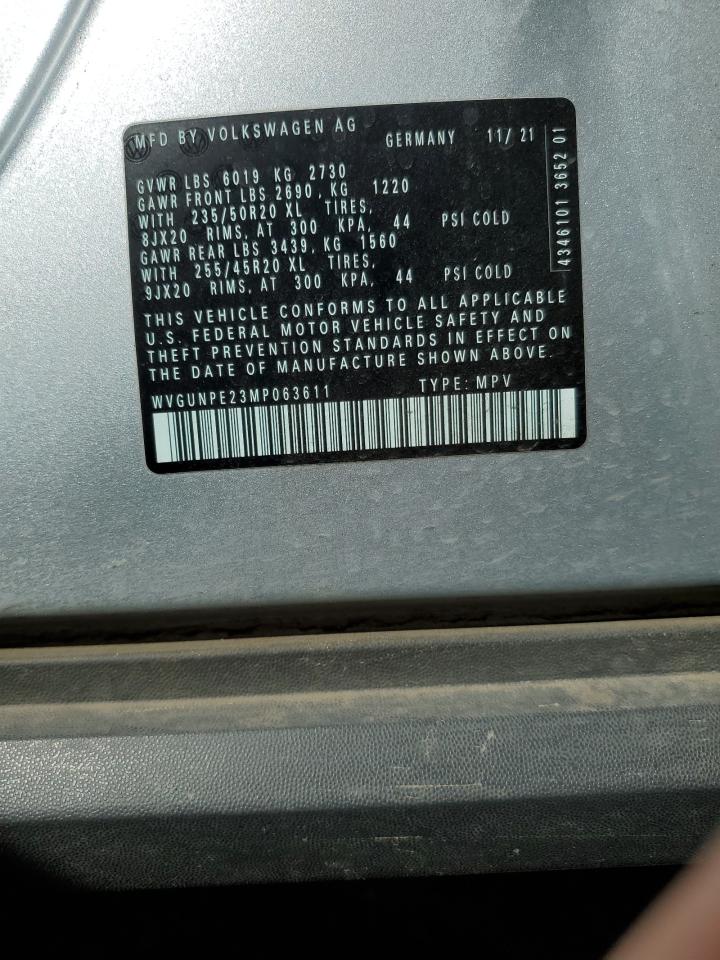 MFD BY VOLKSWAGEN AG GERMANY 11/ 21
GVWR LBS 6019 KG 2730
GAWR FRONT LBS 2690, KG 1220
WITH 235/50R20 XL TIRES,
8JX20 RIMS, AT 300 KPA, 44 PSI COLD
GAWR REAR LBS 3439, KG 1560
WITH 255/45R20 XL TIRES,
9JX20 RIMS, AT 300 KPA, 44 PSI COLD
THIS VEHICLE CONFORMS TO ALL APPLICABLE
U.S. FEDERAL MOTOR VEHICLE SAFETY AND
THEFT PREVENTION STANDARDS IN EFFECT ON
THE DATE OF MANUFACTURE SHOWN ABOVE.
WVGUNPE23MP063611 TYPE: MPV
4346101 3652 01